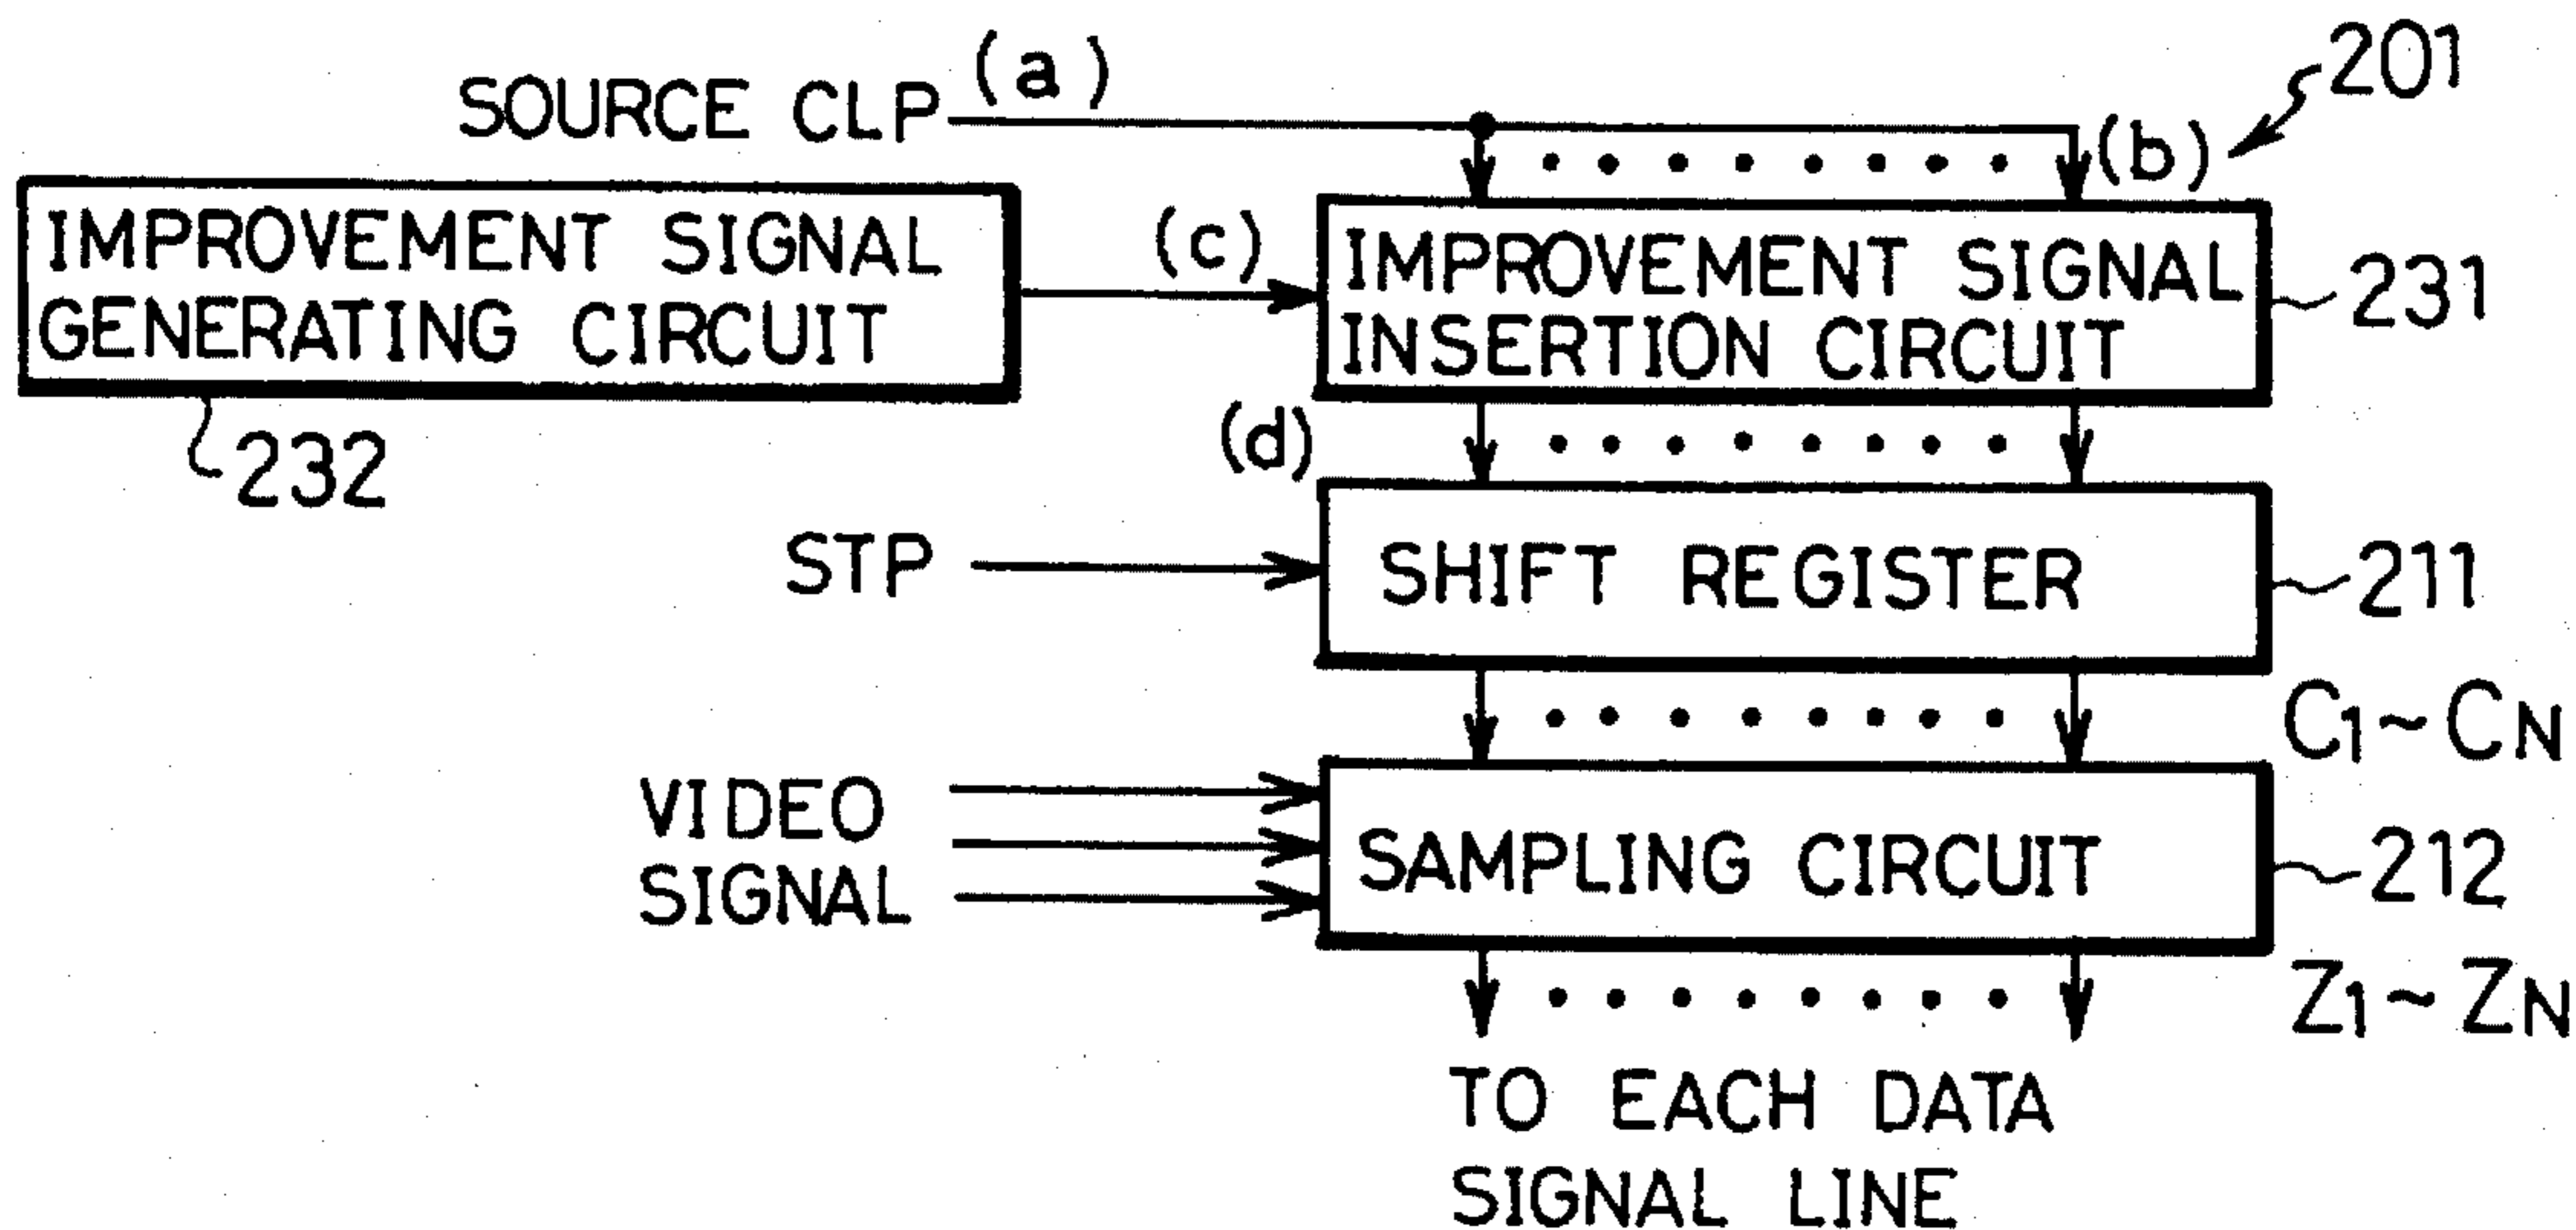 SOURCE CLP (a)
201
(b)
IMPROVEMENT SIGNAL
GENERATING CIRCUIT
232
(c)
IMPROVEMENT SIGNAL
INSERTION CIRCUIT
231
(d)
STP
SHIFT REGISTER
211
C1~CN
VIDEO
SIGNAL
SAMPLING CIRCUIT
212
Z1~ZN
TO EACH DATA
SIGNAL LINE